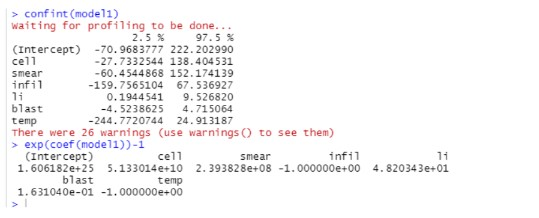 > confint(model1)
Waiting for profiling to be done...
2.5 % 97.5 %
(Intercept) -70.9683777 222.202990
cell -27.7332544 138.404531
smear -60.4544868 152.174139
infil -159.7565104 67.536927
li 0.1944541 9.526820
blast -4.5238625 4.715064
temp -244.7720744 24.913187
There were 26 warnings (use warnings() to see them)
> exp(coef(model1))-1
(Intercept) cell smear infil li
1.606182e+25 5.133014e+10 2.393828e+08 -1.000000e+00 4.820343e+01
blast temp
1.631040e-01 -1.000000e+00
>